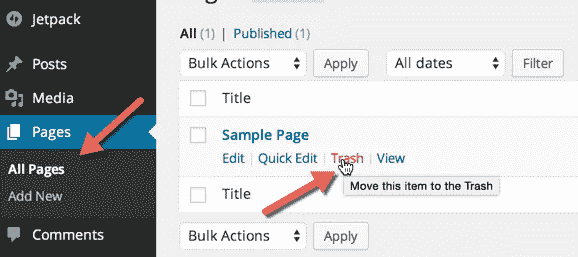 Jetpack
Posts
Media
Pages
All Pages
Add New
Comments
All (1) | Published (1)
Bulk Actions Apply All dates Filter
Title
Sample Page
Edit | Quick Edit | Trash | View
Move this item to the Trash
Title
Bulk Actions Apply